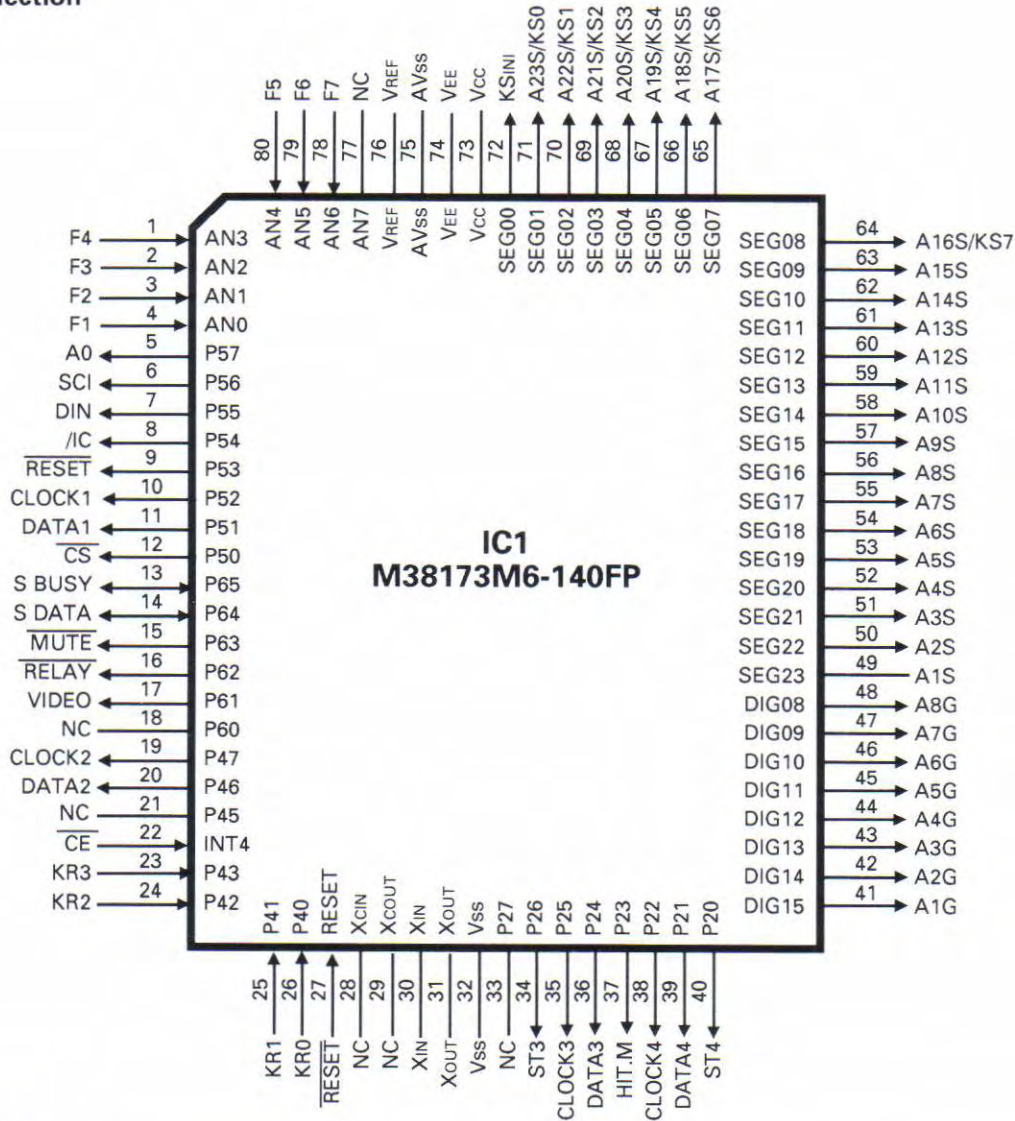 F5 F6 F7 NC VREF AVss VEE Vcc KSINI A23S/KS0 A22S/KS1 A21S/KS2 A20S/KS3 A19S/KS4 A18S/KS5 A17S/KS6
80 79 78 77 76 75 74 73 72 71 70 69 68 67 66 65
AN4 AN5 AN6 AN7 VREF AVss VEE Vcc SEG00 SEG01 SEG02 SEG03 SEG04 SEG05 SEG06 SEG07
F4 1 AN3
F3 2 AN2
F2 3 AN1
F1 4 AN0
A0 5 P57
SCI 6 P56
DIN 7 P55
/IC 8 P54
RESET 9 P53
CLOCK1 10 P52
DATA1 11 P51
CS 12 P50
S BUSY 13 P65
S DATA 14 P64
MUTE 15 P63
RELAY 16 P62
VIDEO 17 P61
NC 18 P60
CLOCK2 19 P47
DATA2 20 P46
NC 21 P45
CE 22 INT4
KR3 23 P43
KR2 24 P42
IC1
M38173M6-140FP
SEG08 64 A16S/KS7
SEG09 63 A15S
SEG10 62 A14S
SEG11 61 A13S
SEG12 60 A12S
SEG13 59 A11S
SEG14 58 A10S
SEG15 57 A9S
SEG16 56 A8S
SEG17 55 A7S
SEG18 54 A6S
SEG19 53 A5S
SEG20 52 A4S
SEG21 51 A3S
SEG22 50 A2S
SEG23 49 A1S
DIG08 48 A8G
DIG09 47 A7G
DIG10 46 A6G
DIG11 45 A5G
DIG12 44 A4G
DIG13 43 A3G
DIG14 42 A2G
DIG15 41 A1G
P41 P40 RESET XCIN XCOUT XIN XOUT Vss P27 P26 P25 P24 P23 P22 P21 P20
25 26 27 28 29 30 31 32 33 34 35 36 37 38 39 40
KR1 KR0 RESET NC NC XIN XOUT Vss NC ST3 CLOCK3 DATA3 HIT.M CLOCK4 DATA4 ST4